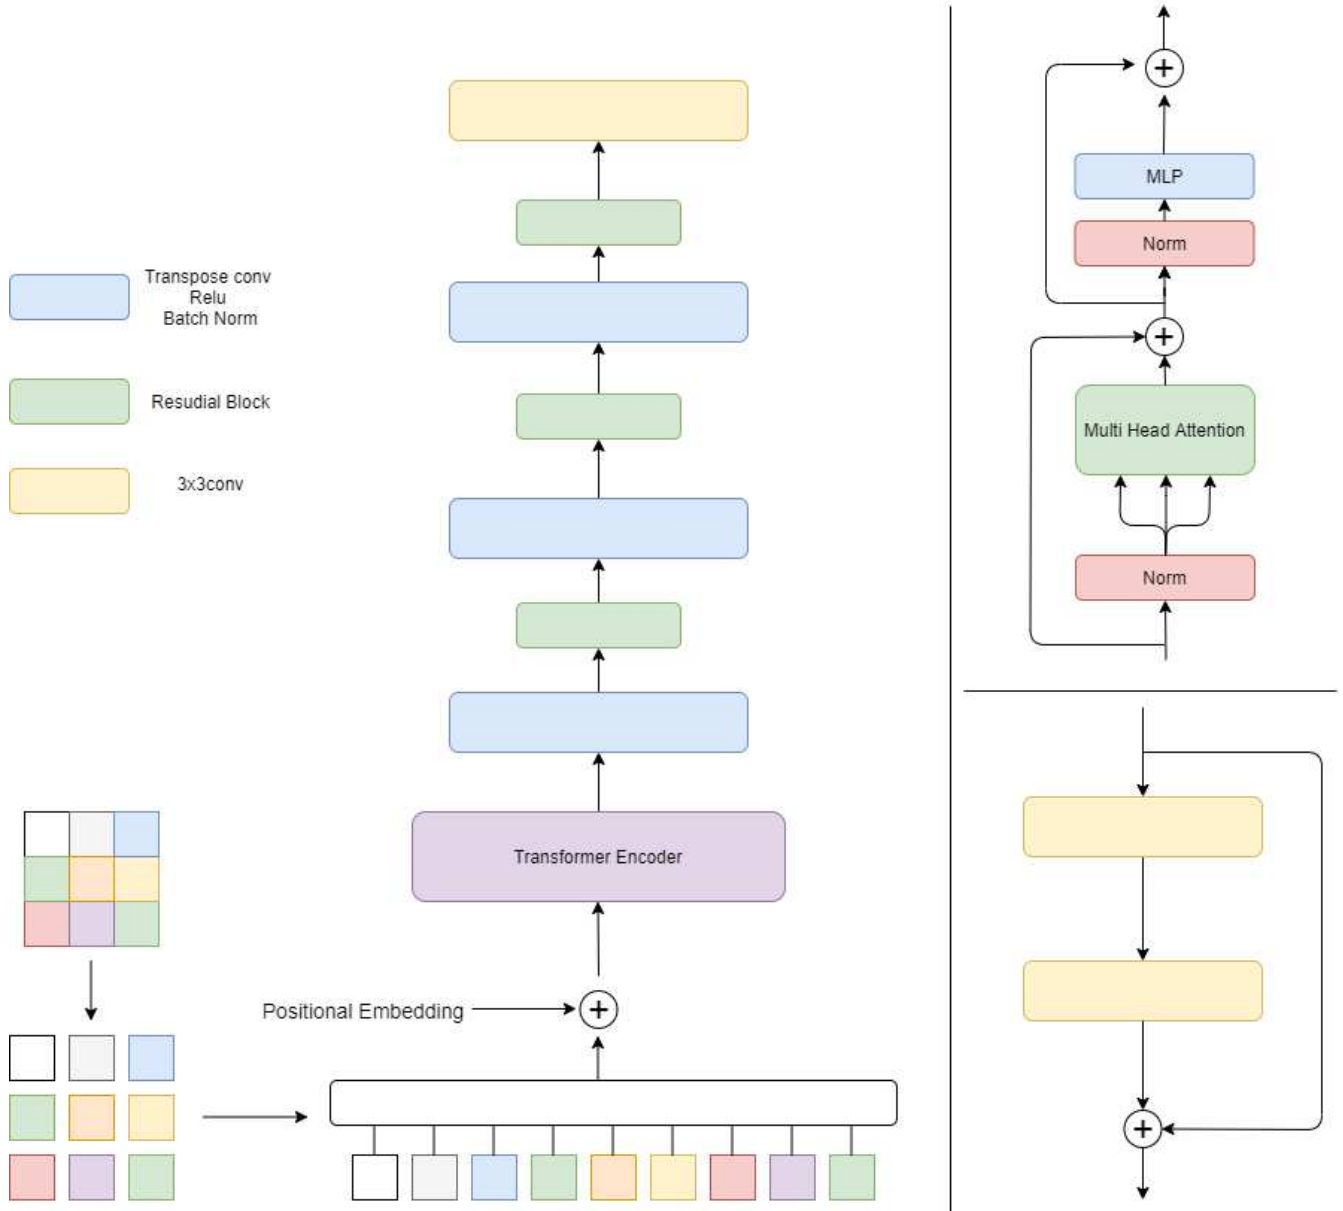 Transpose conv
Relu
Batch Norm
Resudial Block
3x3conv
Transformer Encoder
Positional Embedding
MLP
Norm
Multi Head Attention
Norm